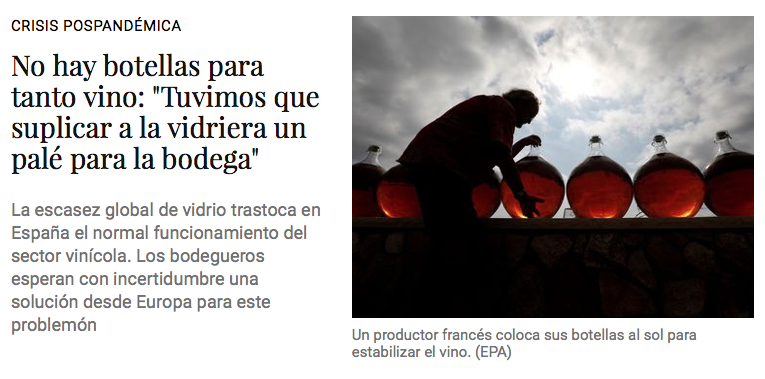 CRISIS POSPANDÉMICA
No hay botellas para
tanto vino: "Tuvimos que
suplicar a la vidriera un
palé para la bodega"
La escasez global de vidrio trastoca en
España el normal funcionamiento del
sector vinícola. Los bodegueros
esperan con incertidumbre una
solución desde Europa para este
problemón
Un productor francés coloca sus botellas al sol para
estabilizar el vino. (EPA)